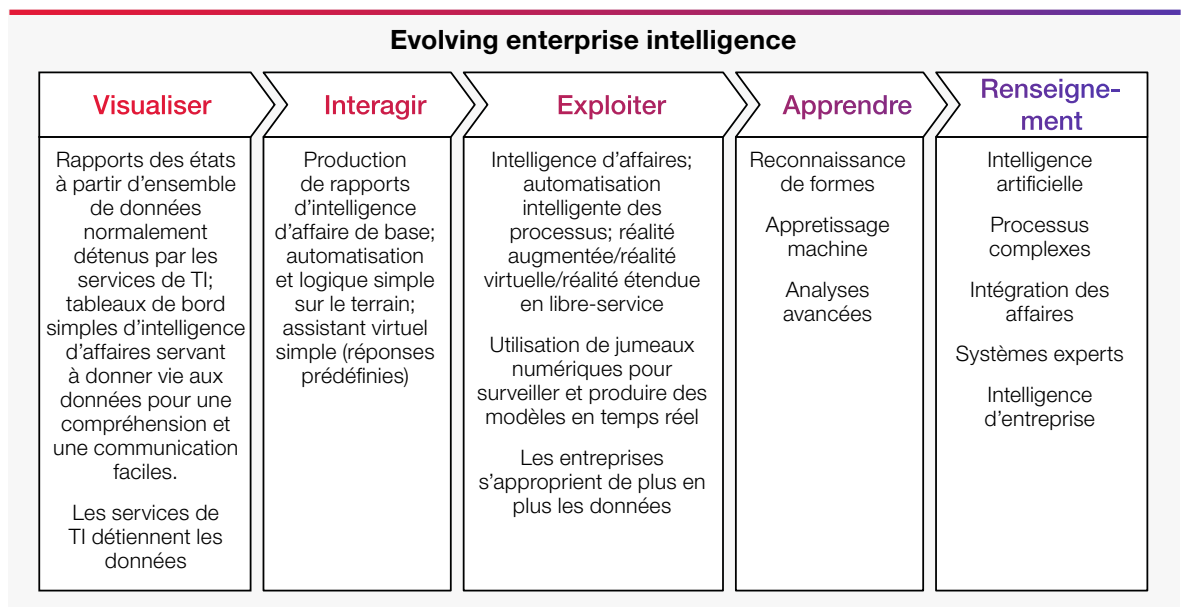 Evolving enterprise intelligence
Visualiser
Rapports des états
à partir d'ensemble
de données
normalement
détenus par les
services de TI;
tableaux de bord
simples d'intelligence
d'affaires servant
à donner vie aux
données pour une
compréhension et
une communication
faciles.
Les services de
TI détiennent les
données
Interagir
Production
de rapports
d'intelligence
d'affaire de base;
automatisation
et logique simple
sur le terrain;
assistant virtuel
simple (réponses
prédéfinies)
Exploiter
Intelligence d'affaires;
automatisation
intelligente des
processus; réalité
augmentée/réalité
virtuelle/réalité étendue
en libre-service
Utilisation de jumeaux
numériques pour
surveiller et produire des
modèles en temps réel
Les entreprises
s'approprient de plus en
plus les données
Apprendre
Reconnaissance
de formes
Appretissage
machine
Analyses
avancées
Renseigne-
ment
Intelligence
artificielle
Processus
complexes
Intégration des
affaires
Systèmes experts
Intelligence
d'entreprise